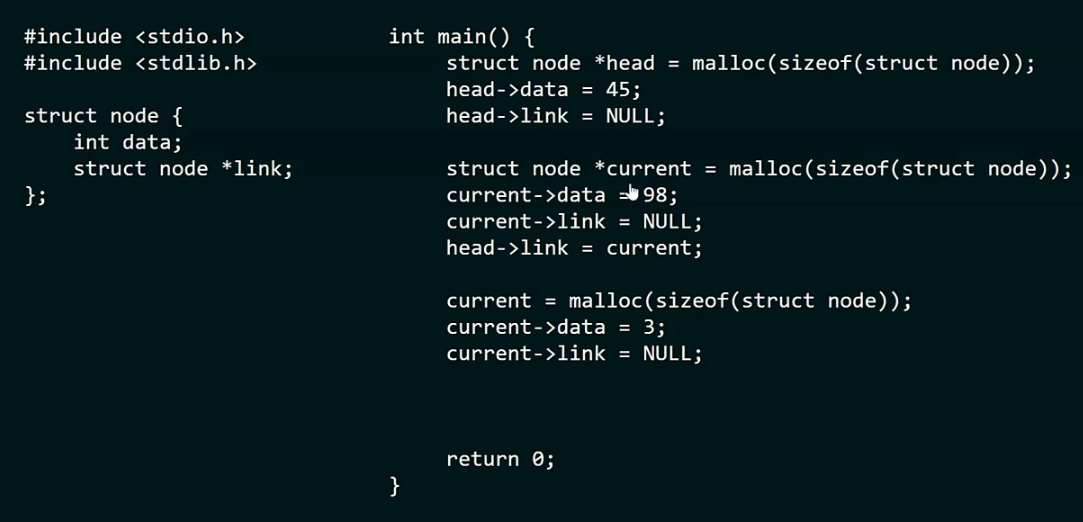 #include <stdio.h>
#include <stdlib.h>

struct node {
    int data;
    struct node *link;
};

int main() {
    struct node *head = malloc(sizeof(struct node));
    head->data = 45;
    head->link = NULL;

    struct node *current = malloc(sizeof(struct node));
    current->data = 98;
    current->link = NULL;
    head->link = current;

    current = malloc(sizeof(struct node));
    current->data = 3;
    current->link = NULL;

    return 0;
}